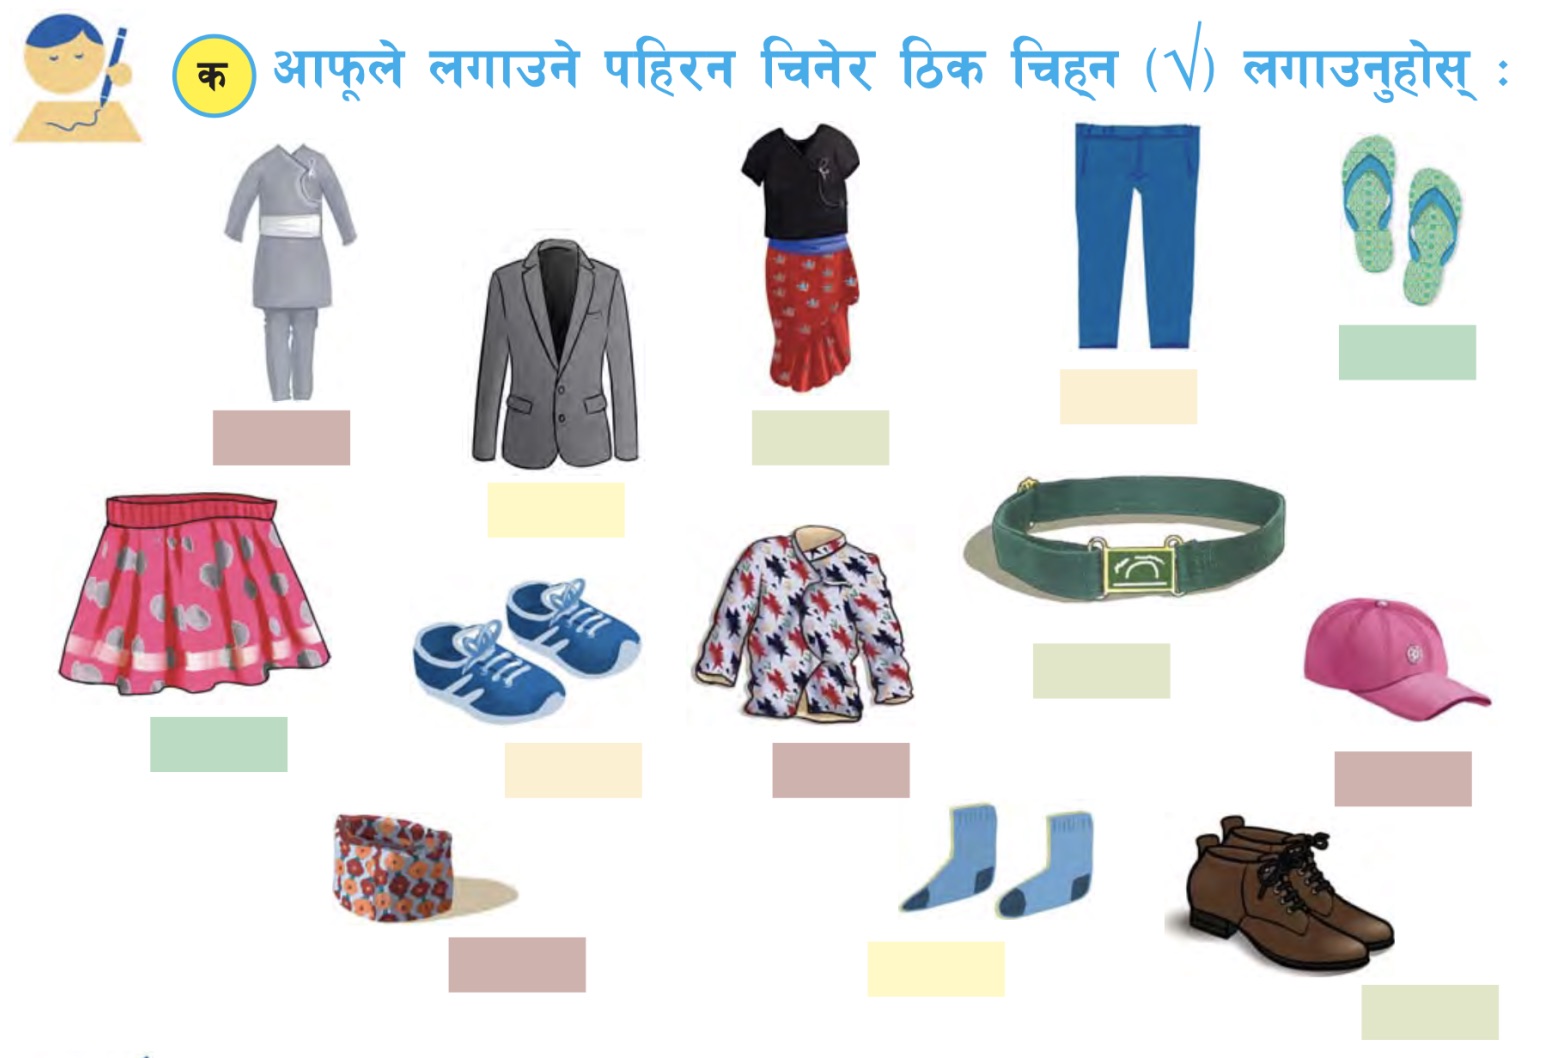 क आफूले लगाउने पहिरन चिनेर ठिक चिह्न (√) लगाउनुहोस् :